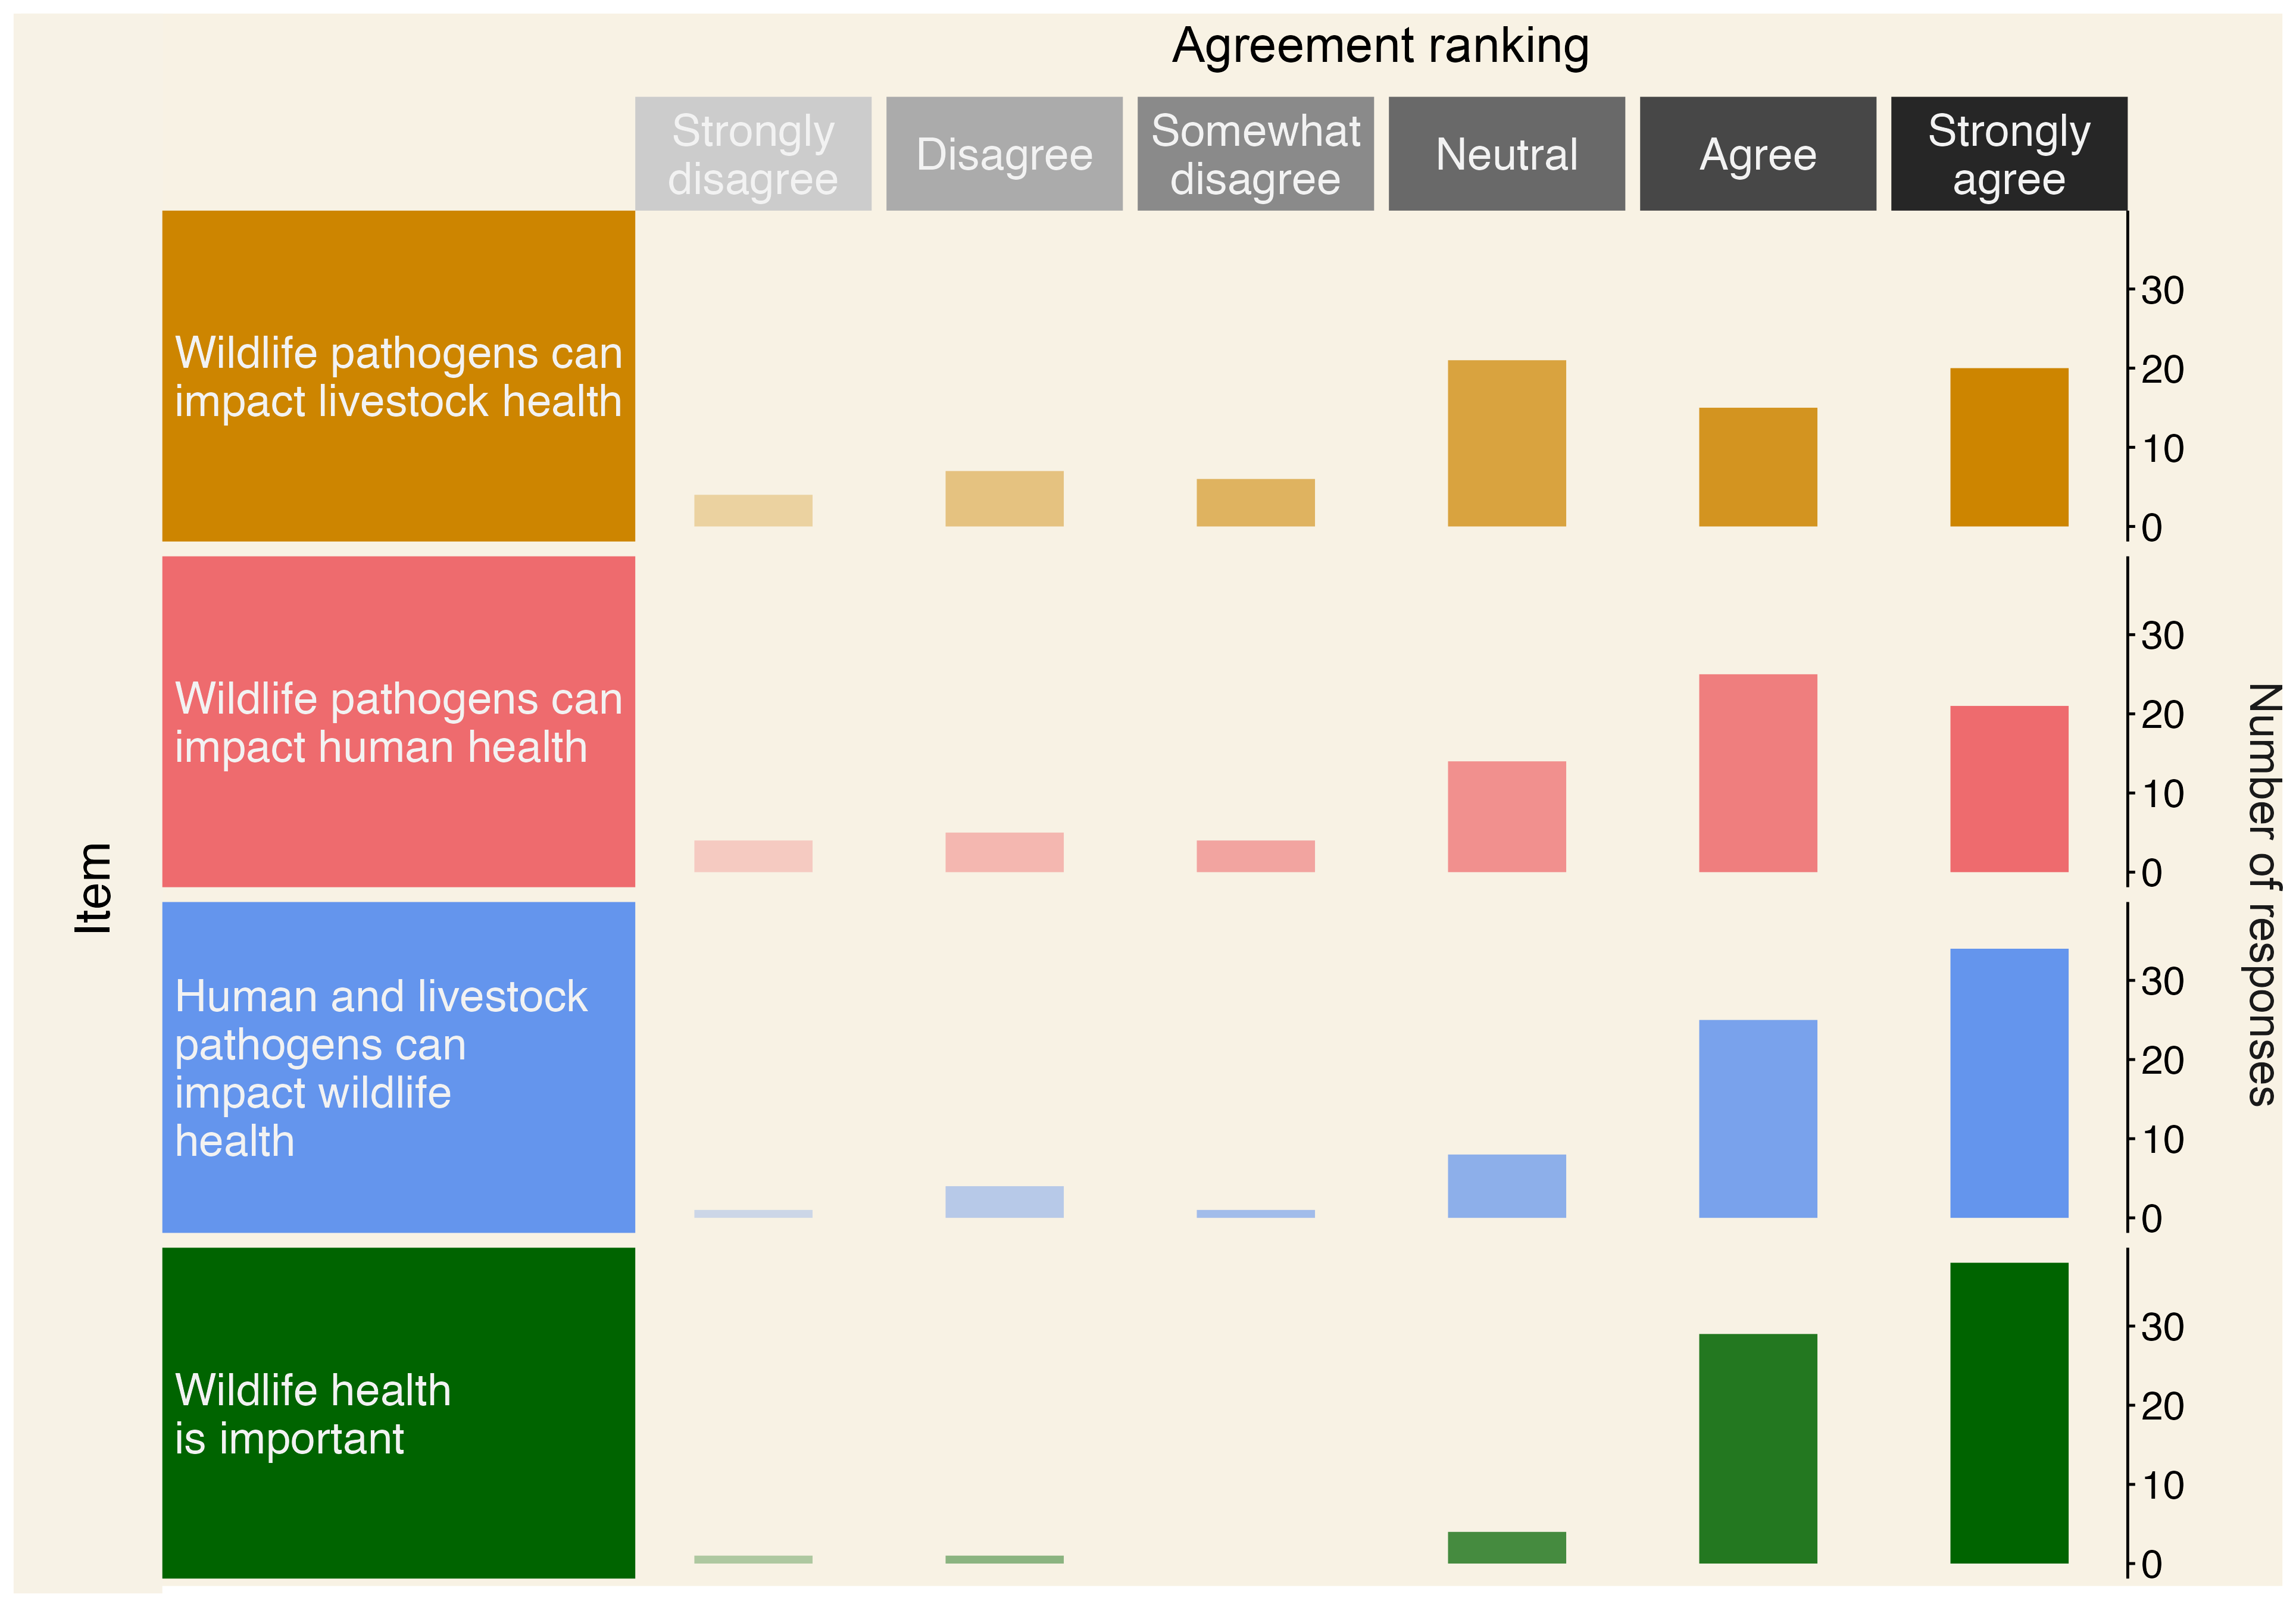 Agreement ranking
Strongly
disagree
Disagree
Somewhat
disagree
Neutral
Agree
Strongly
agree
Item
Wildlife pathogens can
impact livestock health
30
20
10
0
Wildlife pathogens can
impact human health
30
20
10
0
Human and livestock
pathogens can
impact wildlife
health
30
20
10
0
Wildlife health
is important
30
20
10
0
Number of responses